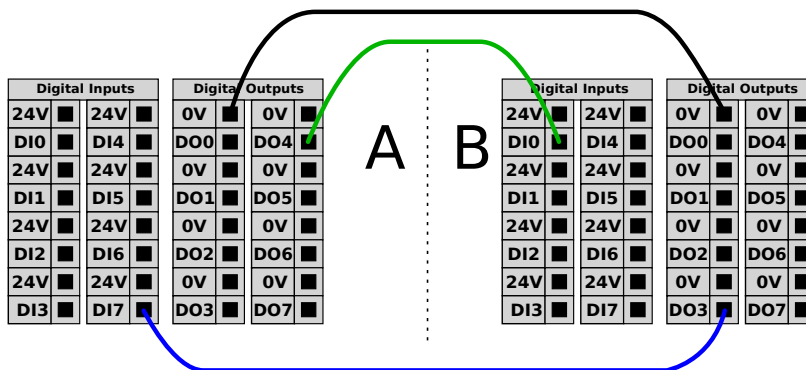 Digital Inputs Digital Outputs Digital Inputs Digital Outputs
24V 24V 0V 0V 24V 24V 0V 0V
DI0 DI4 DO0 DO4 A B DI0 DI4 DO0 DO4
24V 24V 0V 0V 24V 24V 0V 0V
DI1 DI5 DO1 DO5 DI1 DI5 DO1 DO5
24V 24V 0V 0V 24V 24V 0V 0V
DI2 DI6 DO2 DO6 DI2 DI6 DO2 DO6
24V 24V 0V 0V 24V 24V 0V 0V
DI3 DI7 DO3 DO7 DI3 DI7 DO3 DO7